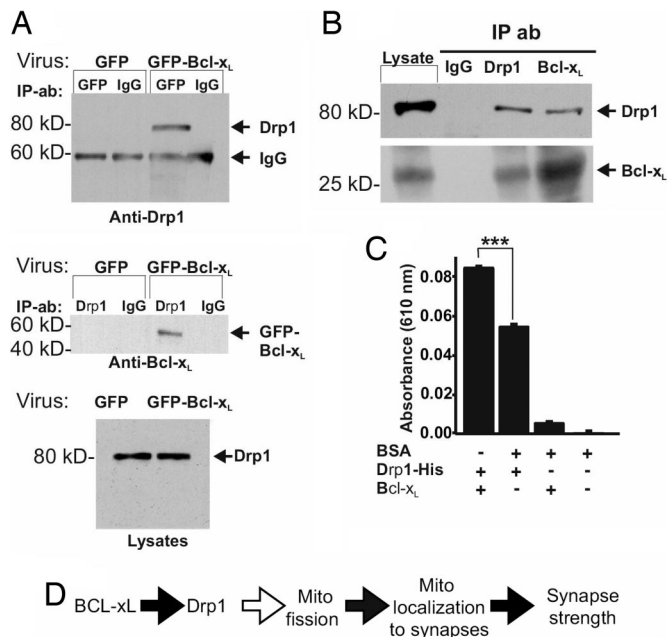 A
Virus: GFP GFP-Bcl-xL
IP-ab: GFP IgG GFP IgG
80 kD- Drp1
60 kD- IgG
Anti-Drp1
Virus: GFP GFP-Bcl-xL
IP-ab: Drp1 IgG Drp1 IgG
60 kD-
40 kD-
GFP-
Bcl-xL
Anti-Bcl-xL
Virus: GFP GFP-Bcl-xL
80 kD- Drp1
Lysates
B
IP ab
Lysate IgG Drp1 Bcl-xL
80 kD- Drp1
25 kD- Bcl-xL
C
***
Absorbance (610 nm)
0.08
0.06
0.04
0.02
0.00
BSA - + + +
Drp1-His + + - -
Bcl-xL + - + -
D
BCL-xL Drp1 Mito fission Mito localization to synapses Synapse strength